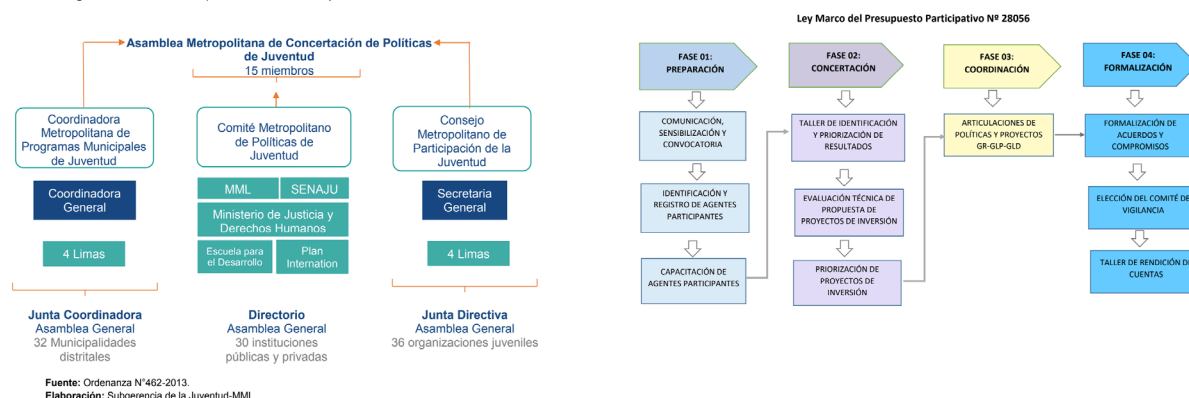 Asamblea Metropolitana de Concertación de Políticas
de Juventud
15 miembros
Coordinadora
Metropolitana de
Programas Municipales
de Juventud
Coordinadora
General
4 Limas
Junta Coordinadora
Asamblea General
32 Municipalidades
distritales
Comité Metropolitano
de Políticas de
Juventud
MML
SENAJU
Ministerio de Justicia y
Derechos Humanos
Escuela para
el Desarrollo
Plan
Internation
Directorio
Asamblea General
30 instituciones
públicas y privadas
Consejo
Metropolitano de
Participación de la
Juventud
Secretaria
General
4 Limas
Junta Directiva
Asamblea General
36 organizaciones juveniles
Fuente: Ordenanza N°462-2013.
Elaboración: Subgerencia de la Juventud-MML
Ley Marco del Presupuesto Participativo Nº 28056
FASE 01:
PREPARACIÓN
COMUNICACIÓN,
SENSIBILIZACIÓN Y
CONVOCATORIA
IDENTIFICACIÓN Y
REGISTRO DE AGENTES
PARTICIPANTES
CAPACITACIÓN DE
AGENTES PARTICIPANTES
FASE 02:
CONCERTACIÓN
TALLER DE IDENTIFICACIÓN
Y PRIORIZACIÓN DE
RESULTADOS
EVALUACIÓN TÉCNICA DE
PROPUESTA DE
PROYECTOS DE INVERSIÓN
PRIORIZACIÓN DE
PROYECTOS DE
INVERSIÓN
FASE 03:
COORDINACIÓN
ARTICULACIONES DE
POLÍTICAS Y PROYECTOS
GR-GLP-GLD
FASE 04:
FORMALIZACIÓN
FORMALIZACIÓN DE
ACUERDOS Y
COMPROMISOS
ELECCIÓN DEL COMITÉ DE
VIGILANCIA
TALLER DE RENDICIÓN DE
CUENTAS